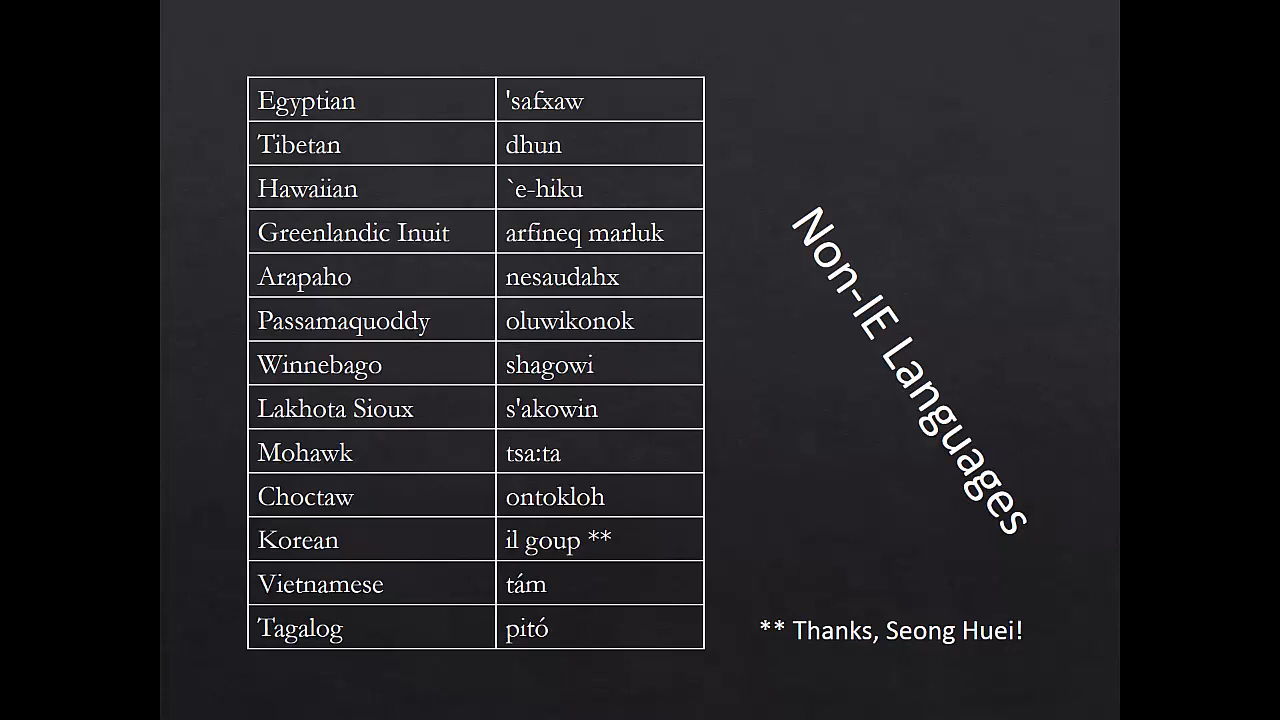 Egyptian 'safxaw
Tibetan dhun
Hawaiian `e-hiku
Greenlandic Inuit arfineq marluk
Arapaho nesaudahx
Passamaquoddy oluwikonok
Winnebago shagowi
Lakhota Sioux s'akowin
Mohawk tsa:ta
Choctaw ontokloh
Korean il goup **
Vietnamese tám
Tagalog pitó
Non-IE Languages
** Thanks, Seong Huei!